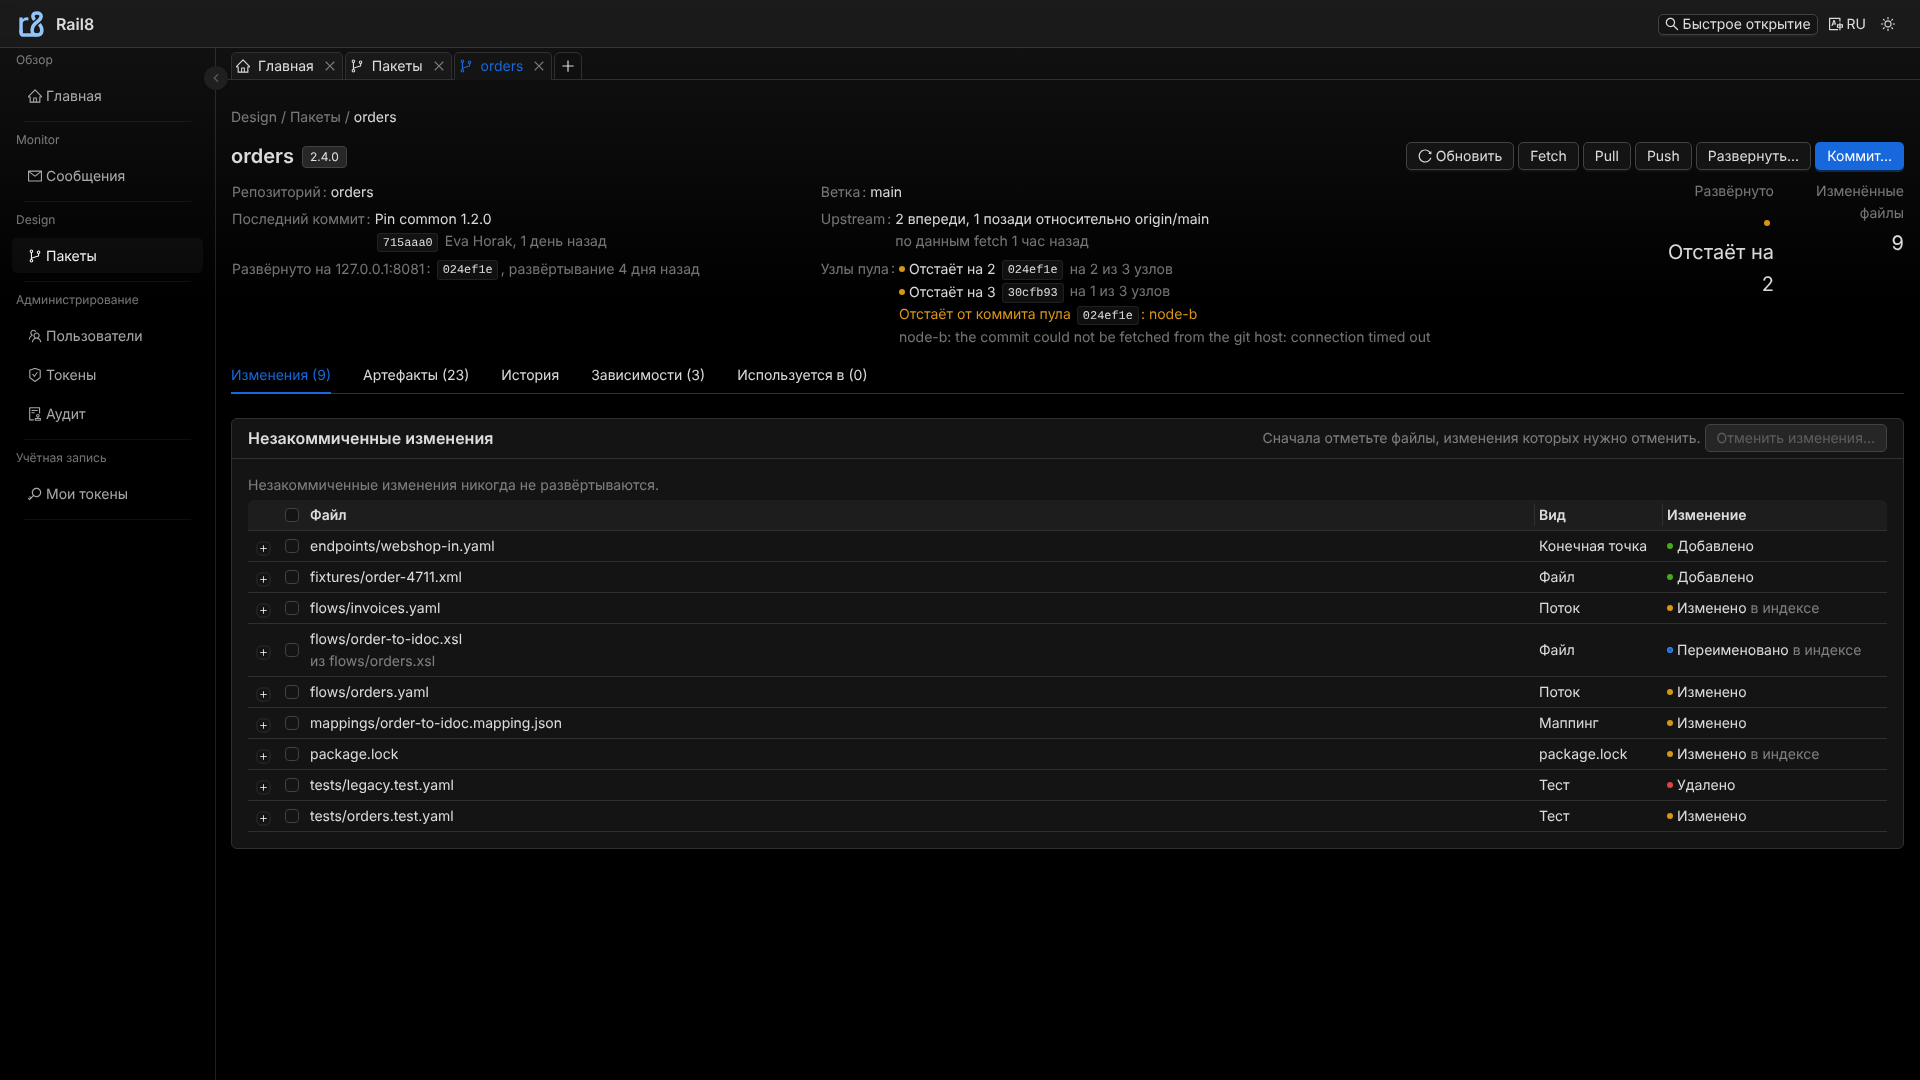 Rail8
Быстрое открытие
RU
Обзор
Главная
Monitor
Сообщения
Design
Пакеты
Администрирование
Пользователи
Токены
Аудит
Учётная запись
Мои токены
Главная
Пакеты
orders
Design / Пакеты / orders
orders 2.4.0
Обновить
Fetch
Pull
Push
Развернуть...
Коммит...
Репозиторий: orders
Последний коммит: Pin common 1.2.0
715aaa0 Eva Horak, 1 день назад
Развёрнуто на 127.0.0.1:8081: 024ef1e, развёртывание 4 дня назад
Ветка: main
Upstream: 2 впереди, 1 позади относительно origin/main
по данным fetch 1 час назад
Узлы пула: Отстаёт на 2 024ef1e на 2 из 3 узлов
Отстаёт на 3 30cfb93 на 1 из 3 узлов
Отстаёт от коммита пула 024ef1e: node-b
node-b: the commit could not be fetched from the git host: connection timed out
Развёрнуто
Отстаёт на
2
Изменённые
файлы
9
Изменения (9)
Артефакты (23)
История
Зависимости (3)
Используется в (0)
Незакоммиченные изменения
Сначала отметьте файлы, изменения которых нужно отменить.
Отменить изменения...
Незакоммиченные изменения никогда не развёртываются.
Файл Вид Изменение
endpoints/webshop-in.yaml Конечная точка Добавлено
fixtures/order-4711.xml Файл Добавлено
flows/invoices.yaml Поток Изменено в индексе
flows/order-to-idoc.xsl Файл Переименовано в индексе
из flows/orders.xsl
flows/orders.yaml Поток Изменено
mappings/order-to-idoc.mapping.json Маппинг Изменено
package.lock package.lock Изменено в индексе
tests/legacy.test.yaml Тест Удалено
tests/orders.test.yaml Тест Изменено